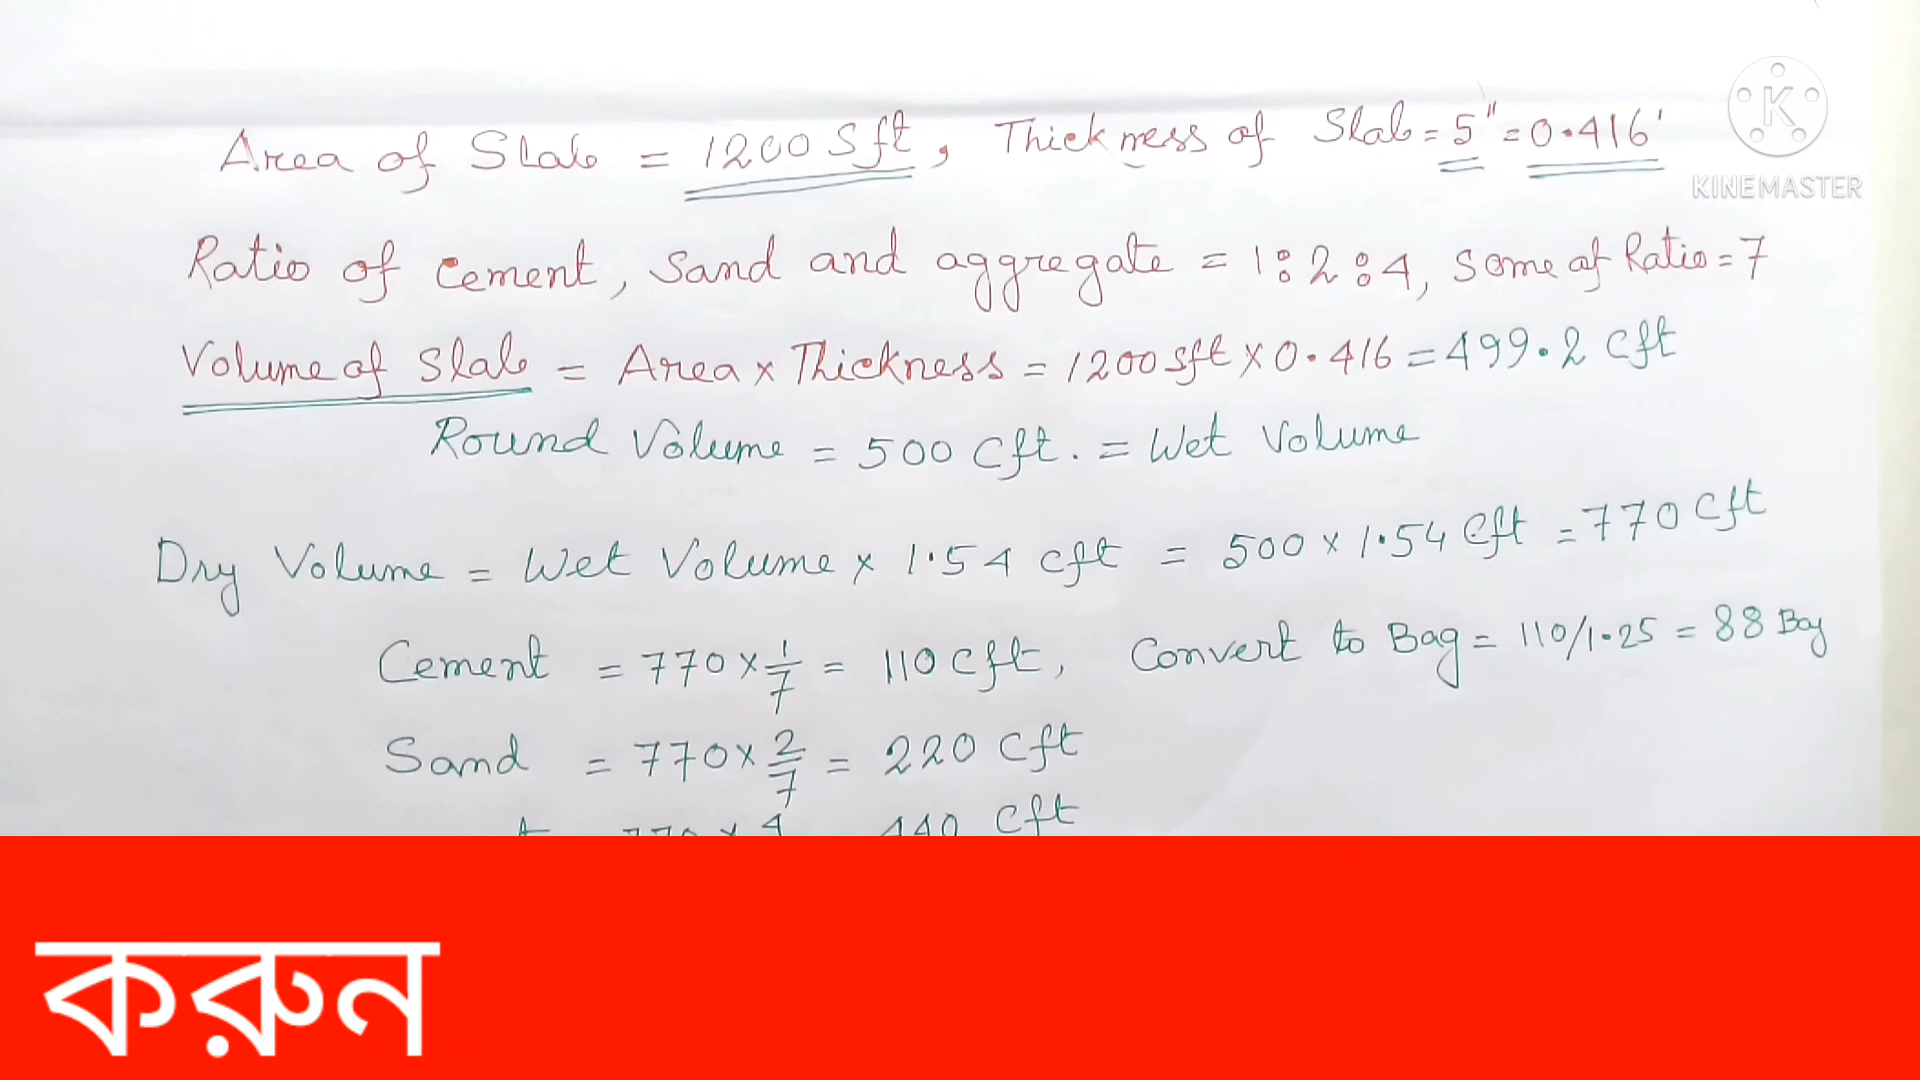 Area of Slab = 1200 Sft, Thickness of Slab = 5" = 0.416'
KINEMASTER
Ratio of Cement, Sand and aggregate = 1:2:4, Some of Ratio = 7
Volume of Slab = Area x Thickness = 1200 sft x 0.416 = 499.2 Cft
Round Volume = 500 Cft. = Wet Volume
Dry Volume = Wet Volume x 1.54 cft = 500 x 1.54 Cft = 770 Cft
Cement = 770 x 1/7 = 110 Cft, Convert to Bag = 110/1.25 = 88 Bag
Sand = 770 x 2/7 = 220 Cft
770 x 4 440 Cft
করুন